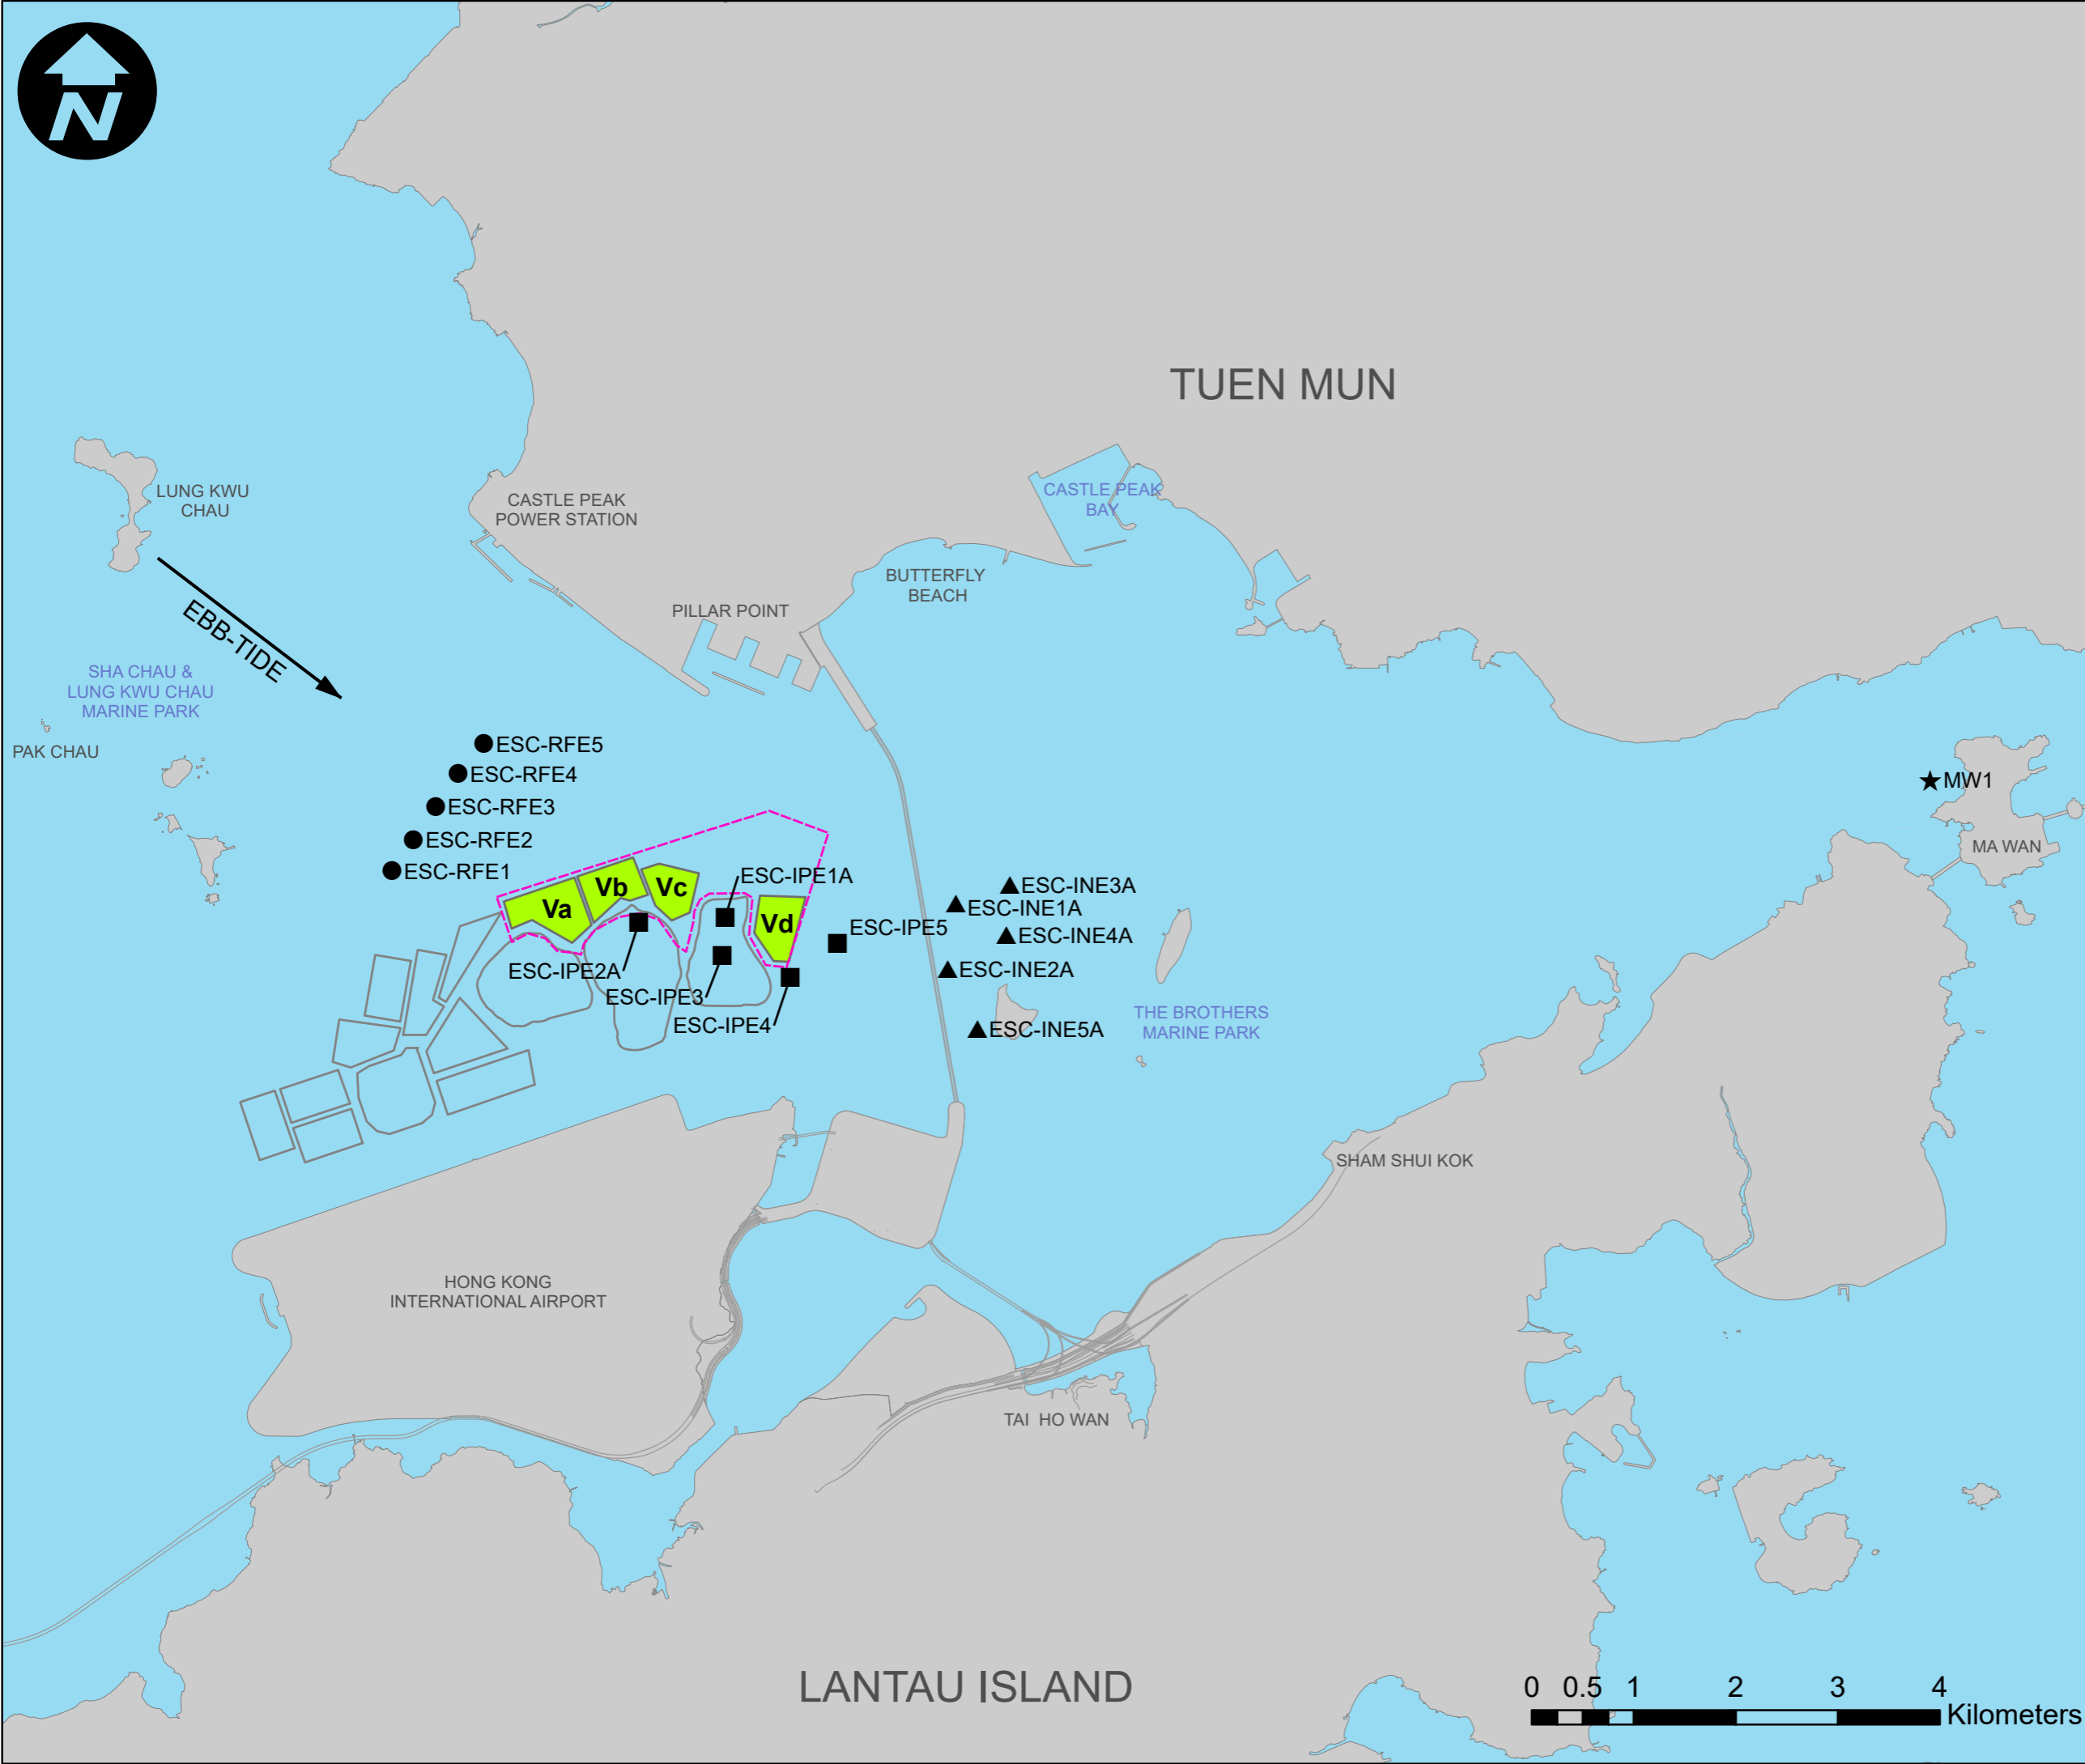 N
TUEN MUN
LUNG KWU
CHAU
CASTLE PEAK
POWER STATION
CASTLE PEAK
BAY
BUTTERFLY
BEACH
PILLAR POINT
EBB-TIDE
SHA CHAU &
LUNG KWU CHAU
MARINE PARK
PAK CHAU
ESC-RFE5
ESC-RFE4
ESC-RFE3
ESC-RFE2
ESC-RFE1
MW1
MA WAN
Va
Vb
Vc
Vd
ESC-IPE1A
ESC-IPE5
ESC-IPE2A
ESC-IPE3
ESC-IPE4
ESC-INE3A
ESC-INE1A
ESC-INE4A
ESC-INE2A
ESC-INE5A
THE BROTHERS
MARINE PARK
SHAM SHUI KOK
HONG KONG
INTERNATIONAL AIRPORT
TAI HO WAN
LANTAU ISLAND
0 0.5 1 2 3 4
Kilometers